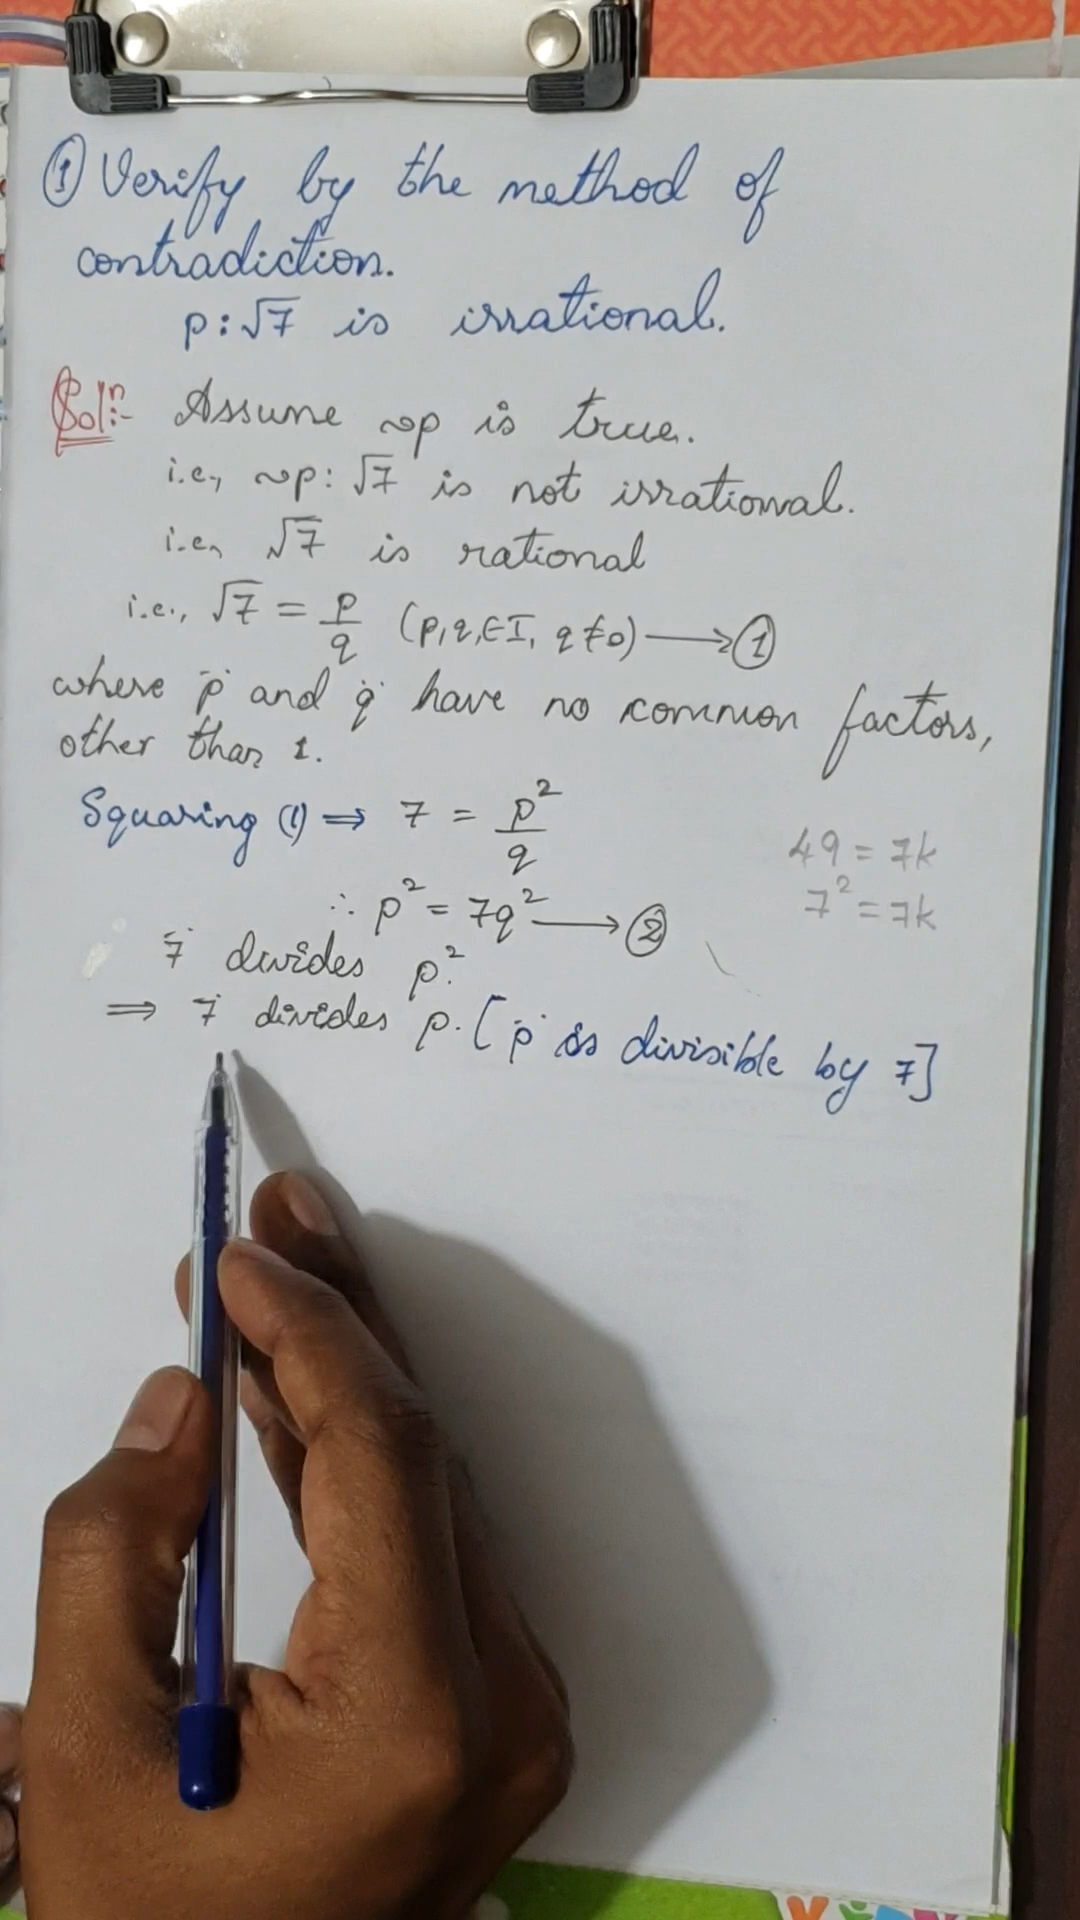 ① Verify by the method of
contradiction.
p : √7 is irrational.
Solⁿ:- Assume ~p is true.
i.e., ~p : √7 is not irrational.
i.e., √7 is rational
i.e., √7 = p/q (p, q, ∈ I, q ≠ 0) ⟶ ①
where 'p' and 'q' have no common factors,
other than 1.
Squaring (1) ⇒ 7 = p²/q
49 = 7k
7² = 7k
∴ p² = 7q² ⟶ ②
7 divides p².
⇒ 7 divides p. ['p' is divisible by 7]